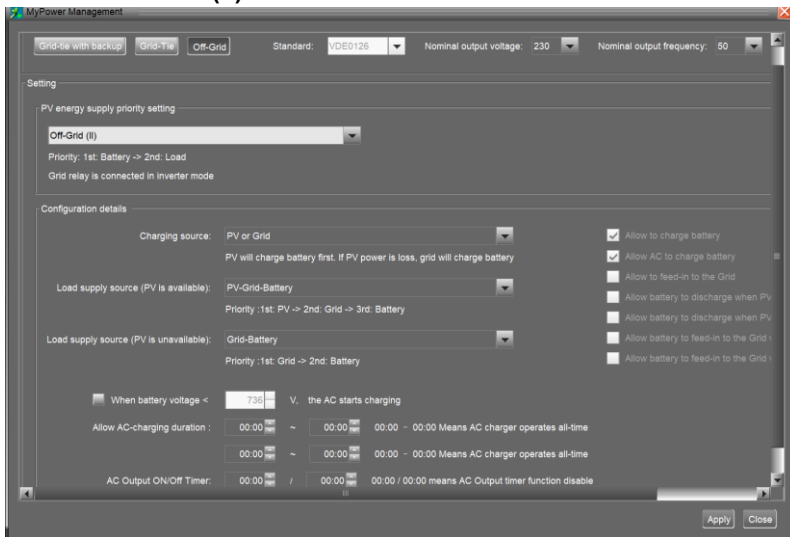 MyPower Management
Grid-tie with backup Grid-Tie Off-Grid Standard: VDE0126 Nominal output voltage: 230 Nominal output frequency: 50
Setting
PV energy supply priority setting
Off-Grid (II)
Priority: 1st: Battery -> 2nd: Load
Grid relay is connected in inverter mode
Configuration details
Charging source: PV or Grid Allow to charge battery
PV will charge battery first. If PV power is loss, grid will charge battery Allow AC to charge battery
Allow to feed-in to the Grid
Load supply source (PV is available): PV-Grid-Battery Allow battery to discharge when PV
Priority :1st: PV -> 2nd: Grid -> 3rd: Battery Allow battery to discharge when PV
Load supply source (PV is unavailable): Grid-Battery Allow battery to feed-in to the Grid
Priority :1st: Grid -> 2nd: Battery Allow battery to feed-in to the Grid
When battery voltage < 736 V, the AC starts charging
Allow AC-charging duration : 00:00 ~ 00:00 00:00 - 00:00 Means AC charger operates all-time
00:00 ~ 00:00 00:00 - 00:00 Means AC charger operates all-time
AC Output ON/Off Timer: 00:00 / 00:00 00:00 / 00:00 means AC Output timer function disable
Apply Close